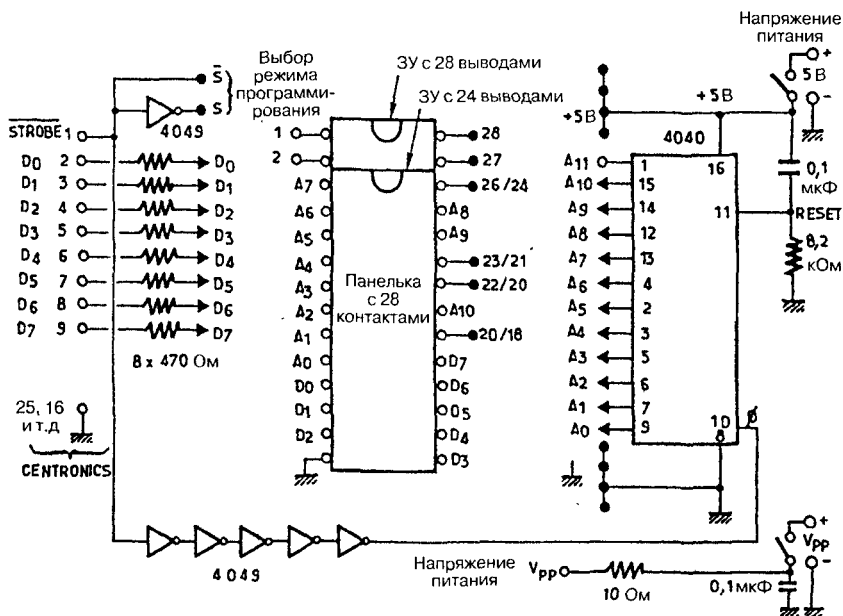 Напряжение
питания
+
5 В
-
Выбор
режима
программи-
рования
S̅
S
4049
ЗУ с 28 выводами
ЗУ с 24 выводами
+5В
+5В
4040
S̅T̅R̅O̅B̅E̅ 1
D0 2 D0
D1 3 D1
D2 4 D2
D3 5 D3
D4 6 D4
D5 7 D5
D6 8 D6
D7 9 D7
8 x 470 Ом
25, 16
и т.д
CENTRONICS
1 28
2 27
A7 26/24
A6 A8
A5 A9
A4 23/21
A3 22/20
A2 A10
A1 20/18
A0 D7
D0 D6
D1 D5
D2 D4
D3
Панелька
с 28
контактами
A11 1
A10 15
A9 14
A8 12
A7 13
A6 4
A5 2
A4 3
A3 5
A2 6
A1 7
A0 9
16
11
10
8
ϕ
0,1
мкФ
RESET
8,2
кОм
4049
Напряжение
питания
Vpp
10 Ом
0,1мкФ
+
Vpp
-